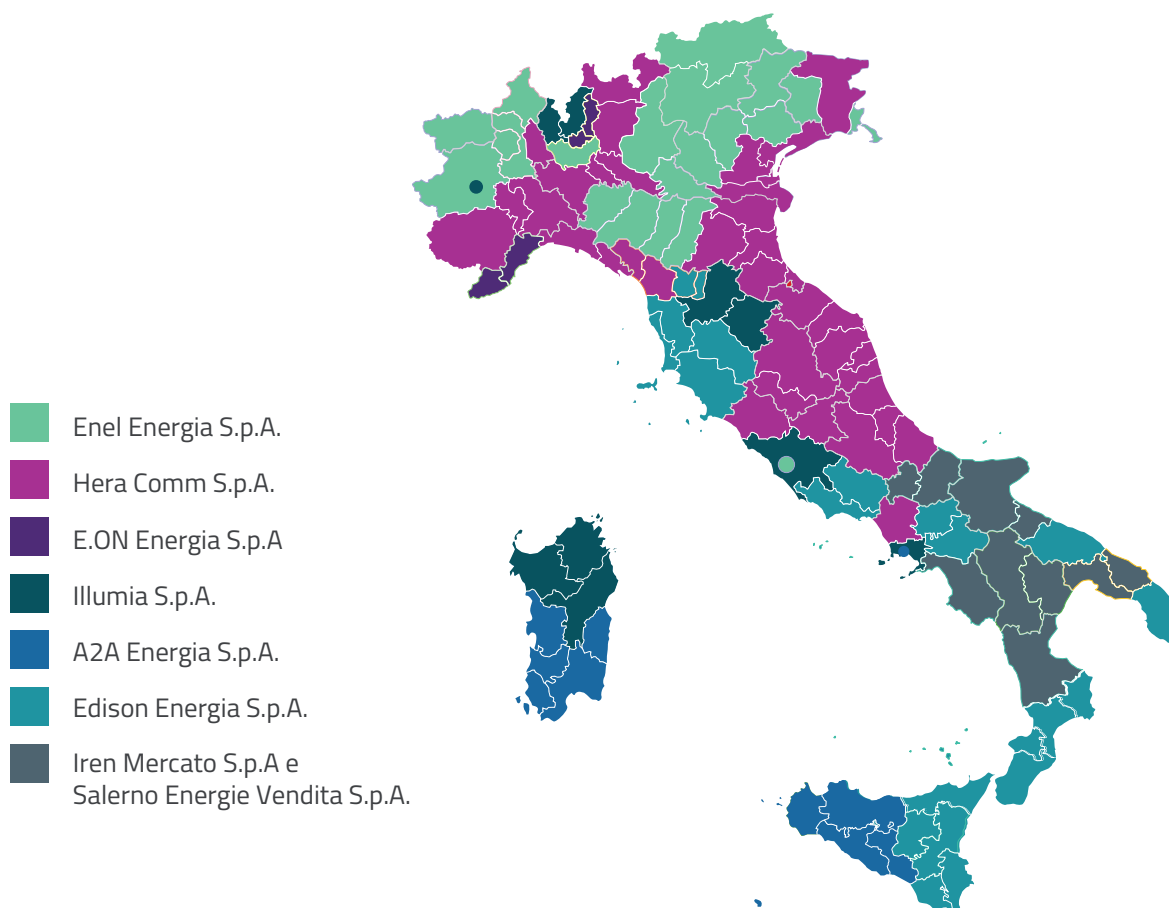 Enel Energia S.p.A.
Hera Comm S.p.A.
E.ON Energia S.p.A
Illumia S.p.A.
A2A Energia S.p.A.
Edison Energia S.p.A.
Iren Mercato S.p.A e
Salerno Energie Vendita S.p.A.